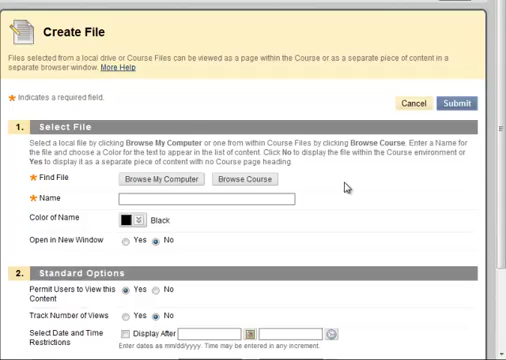 Create File
Files selected from a local drive or Course Files can be viewed as a page within the Course or as a separate piece of content in a
separate browser window. More Help
* Indicates a required field.
Cancel Submit
1. Select File
Select a local file by clicking Browse My Computer or one from within Course Files by clicking Browse Course. Enter a Name for
the file and choose a Color for the text to appear in the list of content. Click No to display the file within the Course environment or
Yes to display it as a separate piece of content with no Course page heading.
* Find File Browse My Computer Browse Course
* Name
Color of Name Black
Open in New Window Yes No
2. Standard Options
Permit Users to View this Yes No
Content
Track Number of Views Yes No
Select Date and Time Display After
Restrictions
Enter dates as mm/dd/yyyy. Time may be entered in any increment.